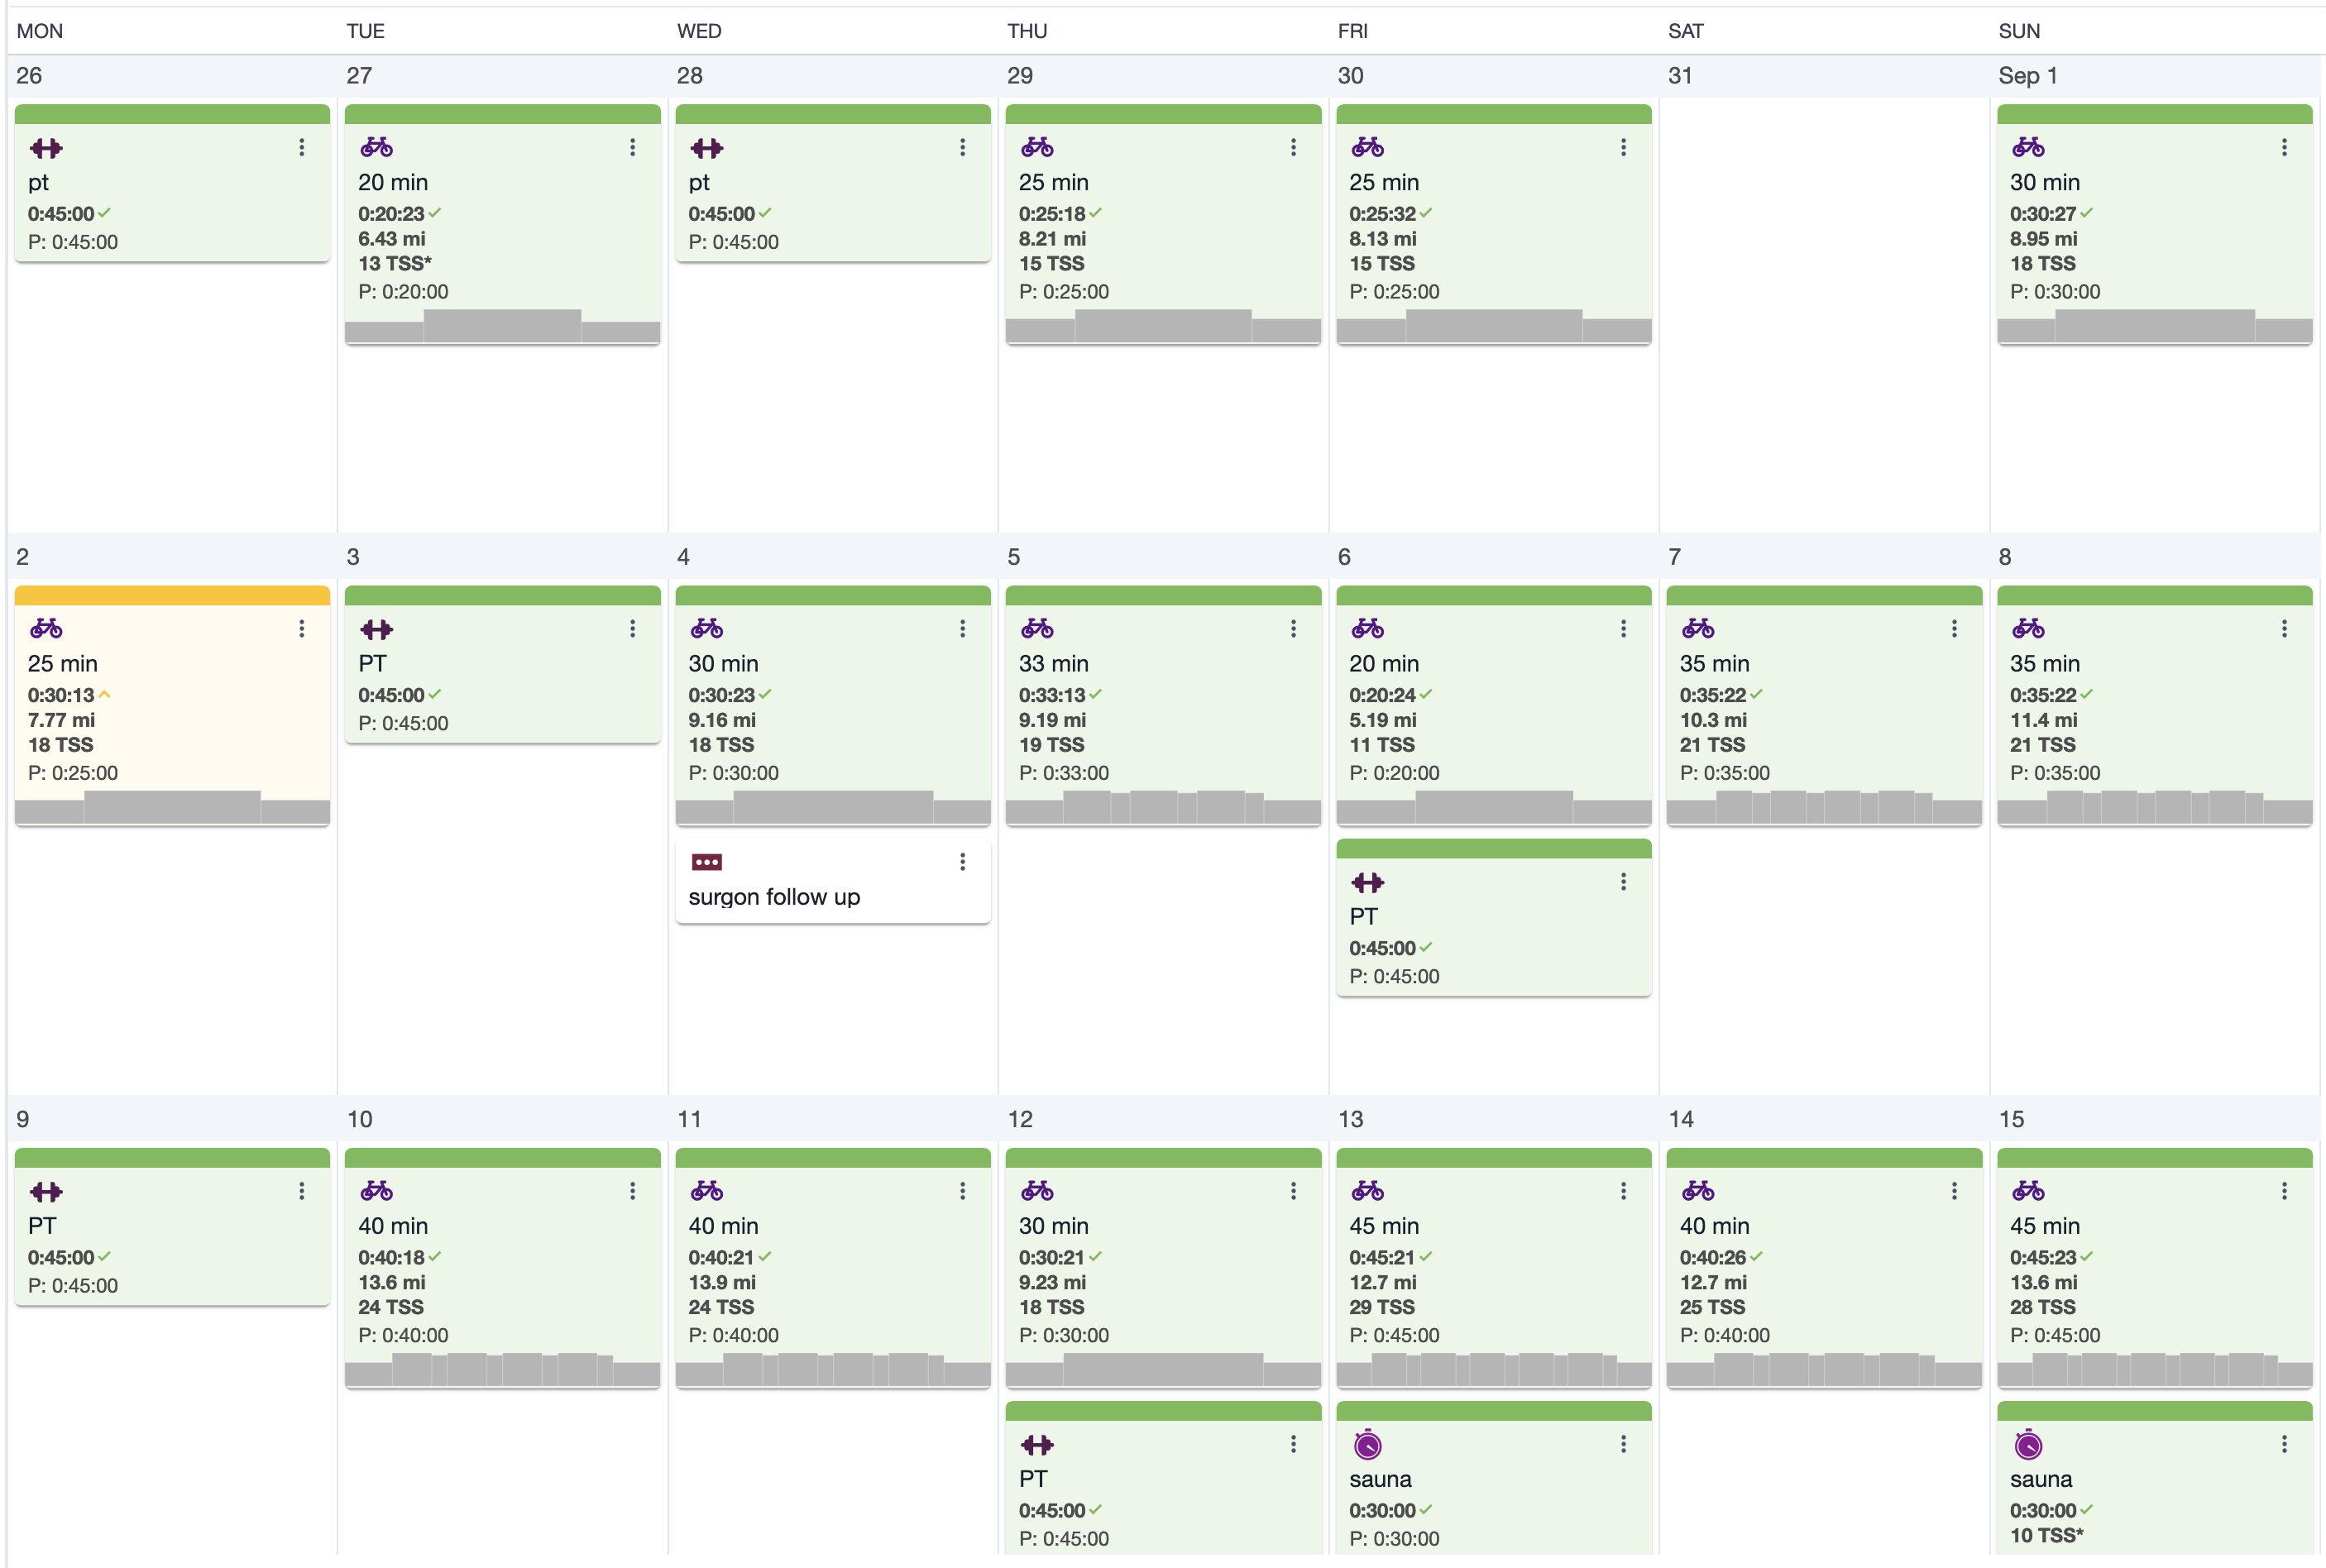 MON TUE WED THU FRI SAT SUN
26 27 28 29 30 31 Sep 1
pt
0:45:00
P: 0:45:00
20 min
0:20:23
6.43 mi
13 TSS*
P: 0:20:00
pt
0:45:00
P: 0:45:00
25 min
0:25:18
8.21 mi
15 TSS
P: 0:25:00
25 min
0:25:32
8.13 mi
15 TSS
P: 0:25:00
30 min
0:30:27
8.95 mi
18 TSS
P: 0:30:00
2 3 4 5 6 7 8
25 min
0:30:13
7.77 mi
18 TSS
P: 0:25:00
PT
0:45:00
P: 0:45:00
30 min
0:30:23
9.16 mi
18 TSS
P: 0:30:00
surgon follow up
33 min
0:33:13
9.19 mi
19 TSS
P: 0:33:00
20 min
0:20:24
5.19 mi
11 TSS
P: 0:20:00
PT
0:45:00
P: 0:45:00
35 min
0:35:22
10.3 mi
21 TSS
P: 0:35:00
35 min
0:35:22
11.4 mi
21 TSS
P: 0:35:00
9 10 11 12 13 14 15
PT
0:45:00
P: 0:45:00
40 min
0:40:18
13.6 mi
24 TSS
P: 0:40:00
40 min
0:40:21
13.9 mi
24 TSS
P: 0:40:00
30 min
0:30:21
9.23 mi
18 TSS
P: 0:30:00
PT
0:45:00
P: 0:45:00
45 min
0:45:21
12.7 mi
29 TSS
P: 0:45:00
sauna
0:30:00
P: 0:30:00
40 min
0:40:26
12.7 mi
25 TSS
P: 0:40:00
45 min
0:45:23
13.6 mi
28 TSS
P: 0:45:00
sauna
0:30:00
10 TSS*